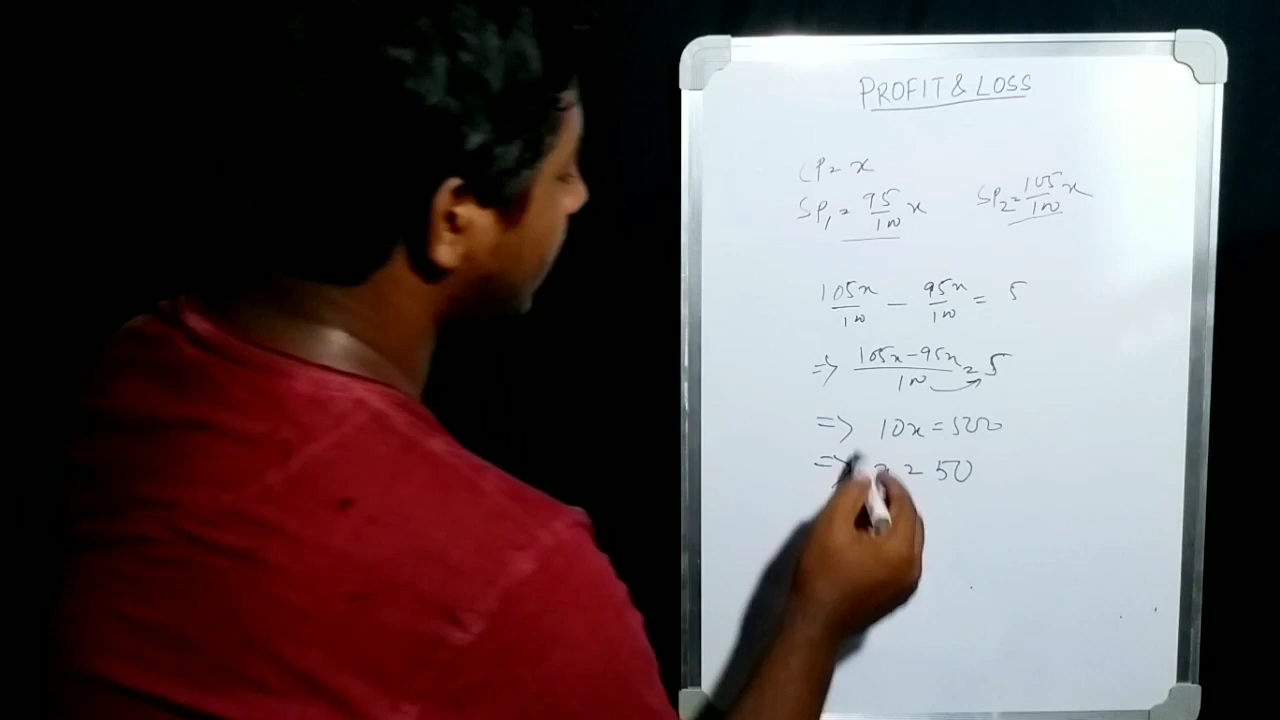 PROFIT & LOSS
CP = x
SP₁ = 95/100 x SP₂ = 105/100 x
105x/100 - 95x/100 = 5
=> 105x - 95x/100 = 5
=> 10x = 500
=> = 50